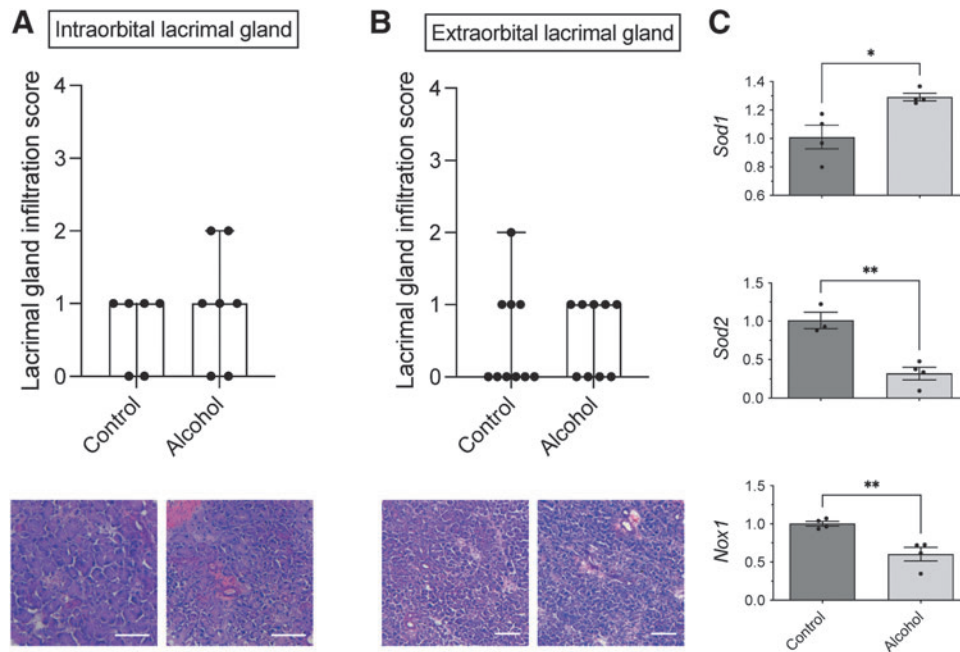 A
Intraorbital lacrimal gland
Lacrimal gland infiltration score
4
3
2
1
0
Control
Alcohol
B
Extraorbital lacrimal gland
Lacrimal gland infiltration score
4
3
2
1
0
Control
Alcohol
C
*
Sod1
1.4
1.2
1.0
0.8
0.6
**
Sod2
1.5
1.0
0.5
0.0
**
Nox1
1.5
1.0
0.5
0.0
Control
Alcohol